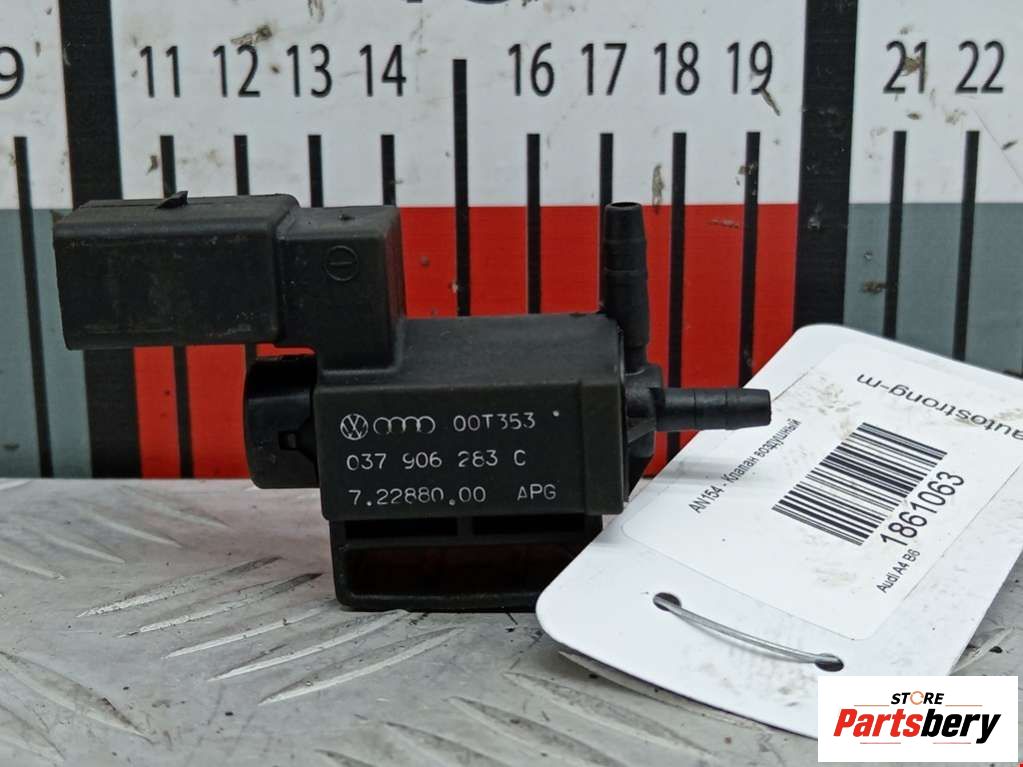 9 11 12 13 14 16 17 18 19 21 22
00T353
037 906 283 C
7.22880.00 APG
autostrong-m
AN154 - Клапан воздушный
1861063
Audi A4 B6
STORE
Partsbery